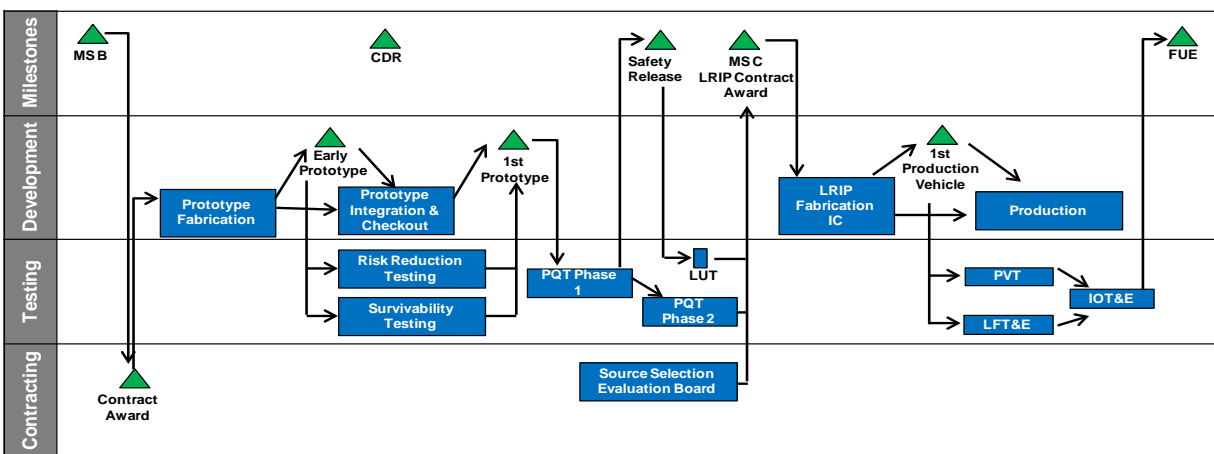 Milestones
MSB
CDR
Safety
Release
MSC
LRIP Contract
Award
FUE
Development
Prototype
Fabrication
Early
Prototype
Prototype
Integration &
Checkout
1st
Prototype
LRIP
Fabrication
IC
1st
Production
Vehicle
Production
Testing
Risk Reduction
Testing
Survivability
Testing
PQT Phase
1
LUT
PQT
Phase 2
PVT
LFT&E
IOT&E
Contracting
Contract
Award
Source Selection
Evaluation Board